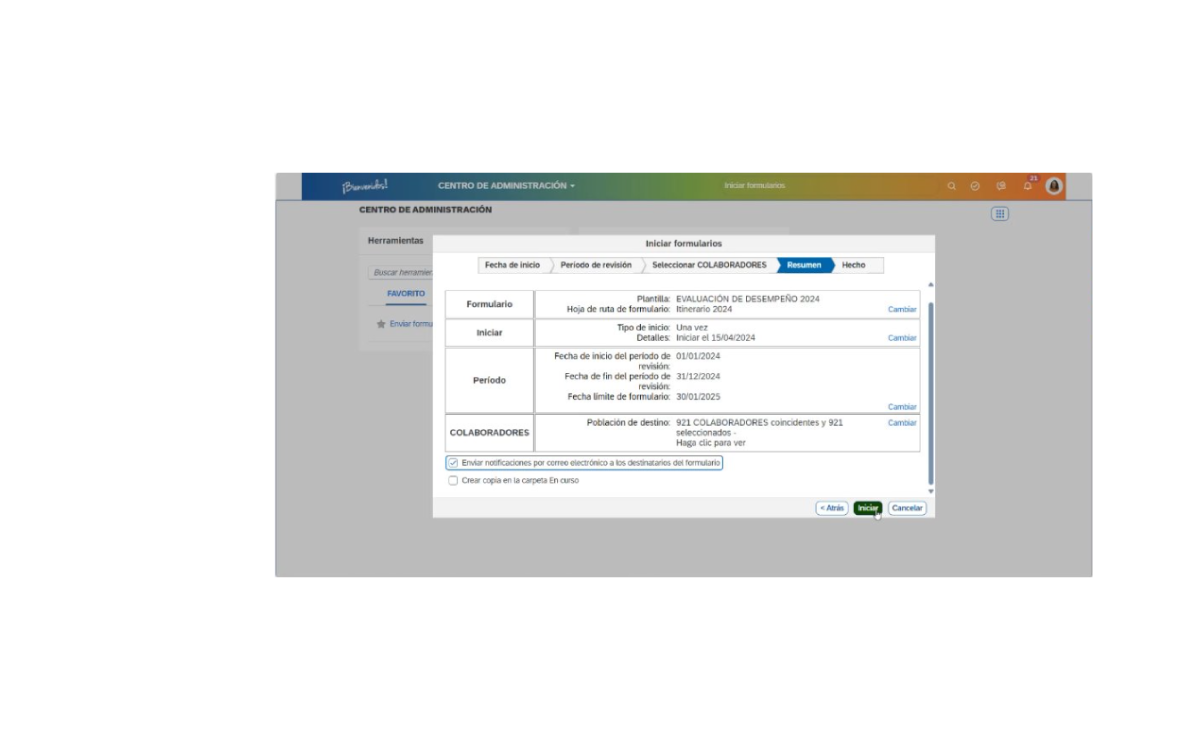 ¡Bienvenidos!
CENTRO DE ADMINISTRACIÓN
Iniciar formularios
21
CENTRO DE ADMINISTRACIÓN
Herramientas
Iniciar formularios
Fecha de inicio
Período de revisión
Seleccionar COLABORADORES
Resumen
Hecho
Buscar herramien
FAVORITO
Enviar formu
Formulario
Plantilla: EVALUACIÓN DE DESEMPEÑO 2024
Hoja de ruta de formulario: Itinerario 2024
Cambiar
Iniciar
Tipo de inicio: Una vez
Detalles: Iniciar el 15/04/2024
Cambiar
Período
Fecha de inicio del período de revisión: 01/01/2024
Fecha de fin del período de revisión: 31/12/2024
Fecha límite de formulario: 30/01/2025
Cambiar
COLABORADORES
Población de destino: 921 COLABORADORES coincidentes y 921
seleccionados -
Haga clic para ver
Cambiar
Enviar notificaciones por correo electrónico a los destinatarios del formulario
Crear copia en la carpeta En curso
< Atrás
Iniciar
Cancelar